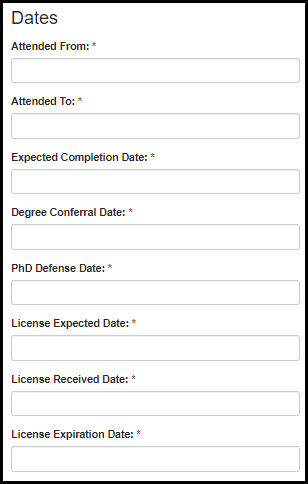 Dates
Attended From: *
Attended To: *
Expected Completion Date: *
Degree Conferral Date: *
PhD Defense Date: *
License Expected Date: *
License Received Date: *
License Expiration Date: *